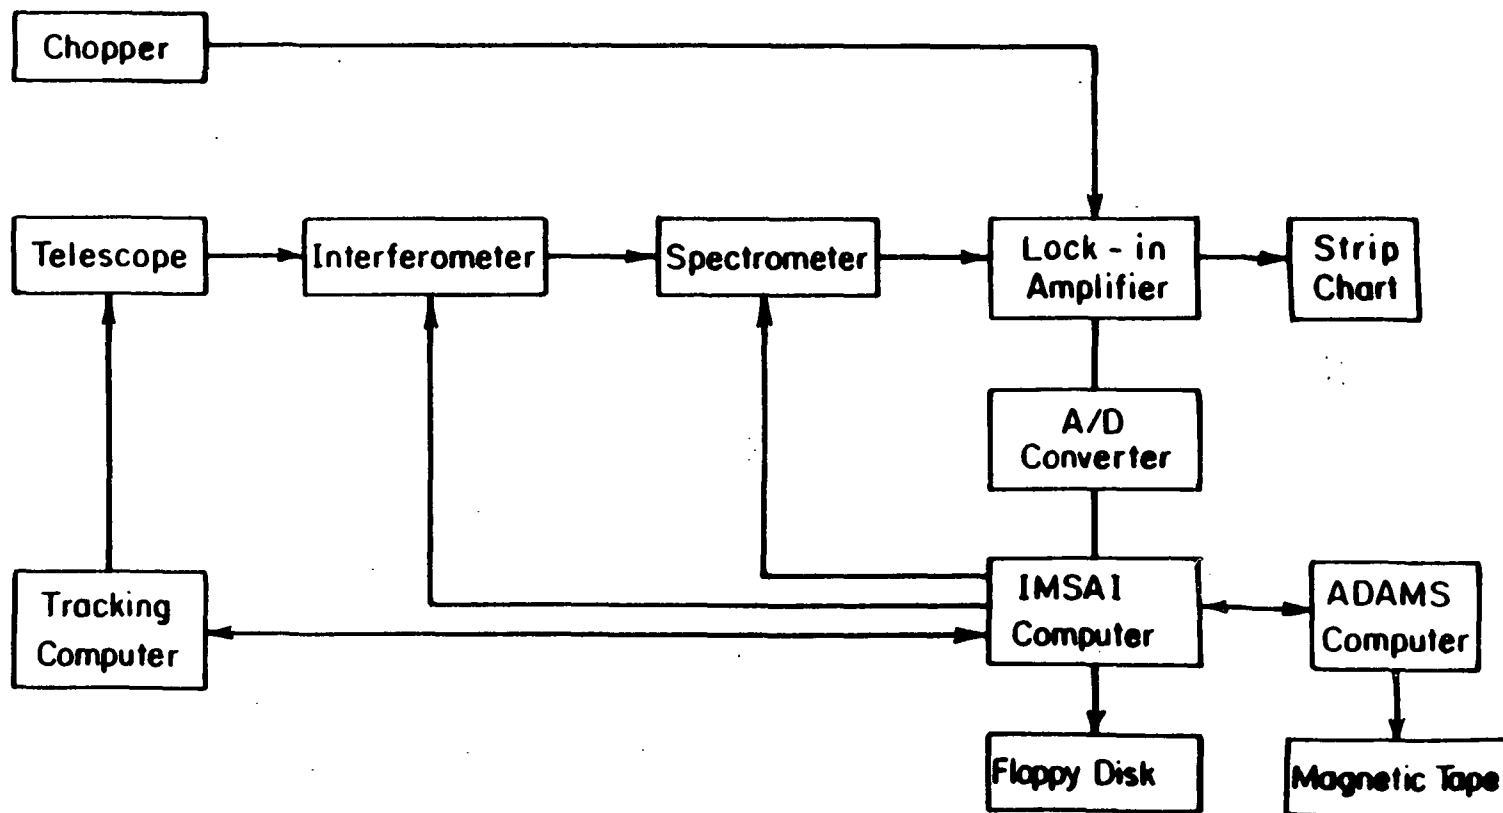 Chopper
Telescope
Interferometer
Spectrometer
Lock - in
Amplifier
Strip
Chart
A/D
Converter
Tracking
Computer
IMSAI
Computer
ADAMS
Computer
Floppy Disk
Magnetic Tape